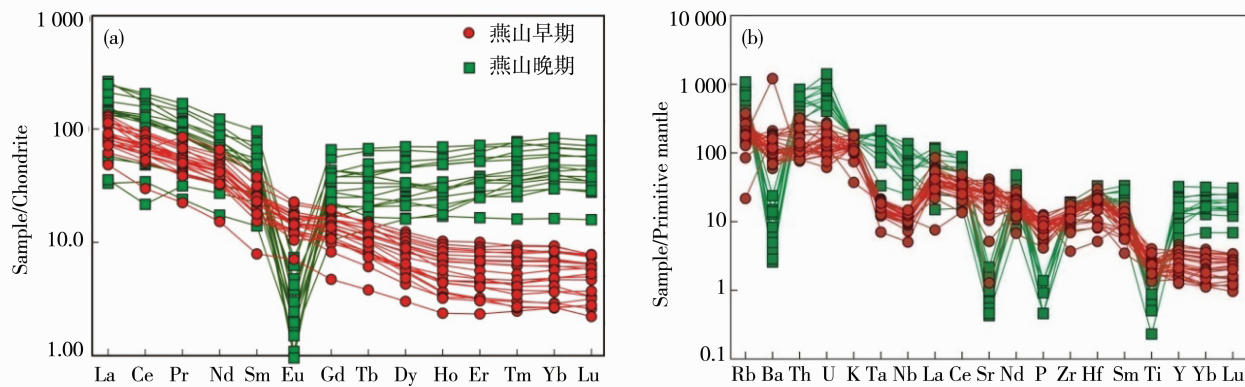 1 000
100
10.0
1.00
Sample/Chondrite
(a)
燕山早期
燕山晚期
La Ce Pr Nd Sm Eu Gd Tb Dy Ho Er Tm Yb Lu
10 000
1 000
100
10
1
0.1
Sample/Primitive mantle
(b)
Rb Ba Th U K Ta Nb La Ce Sr Nd P Zr Hf Sm Ti Y Yb Lu